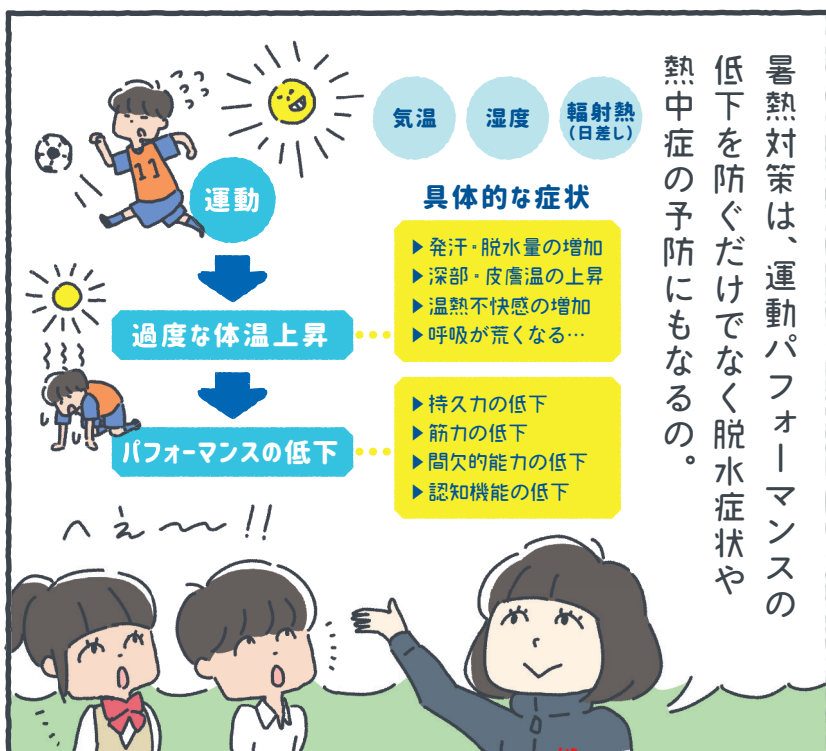 暑熱対策は、運動パフォーマンスの
低下を防ぐだけでなく脱水症状や
熱中症の予防にもなるの。
気温
湿度
輻射熱
(日差し)
11
運動
具体的な症状
▶発汗・脱水量の増加
▶深部・皮膚温の上昇
▶温熱不快感の増加
▶呼吸が荒くなる…
過度な体温上昇
▶持久力の低下
▶筋力の低下
▶間欠的能力の低下
▶認知機能の低下
パフォーマンスの低下
へぇ〜〜!!